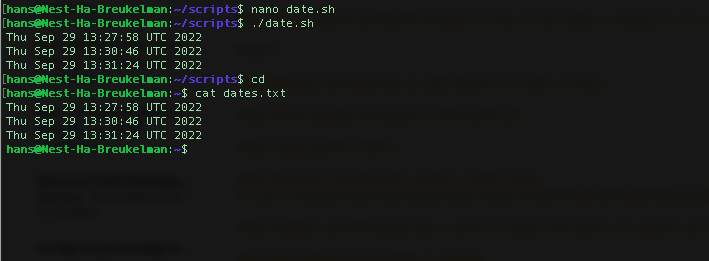 [hans@Nest-Ha-Breukelman:~/scripts$ nano date.sh
[hans@Nest-Ha-Breukelman:~/scripts$ ./date.sh
Thu Sep 29 13:27:58 UTC 2022
Thu Sep 29 13:30:46 UTC 2022
Thu Sep 29 13:31:24 UTC 2022
[hans@Nest-Ha-Breukelman:~/scripts$ cd
[hans@Nest-Ha-Breukelman:~$ cat dates.txt
Thu Sep 29 13:27:58 UTC 2022
Thu Sep 29 13:30:46 UTC 2022
Thu Sep 29 13:31:24 UTC 2022
hans@Nest-Ha-Breukelman:~$